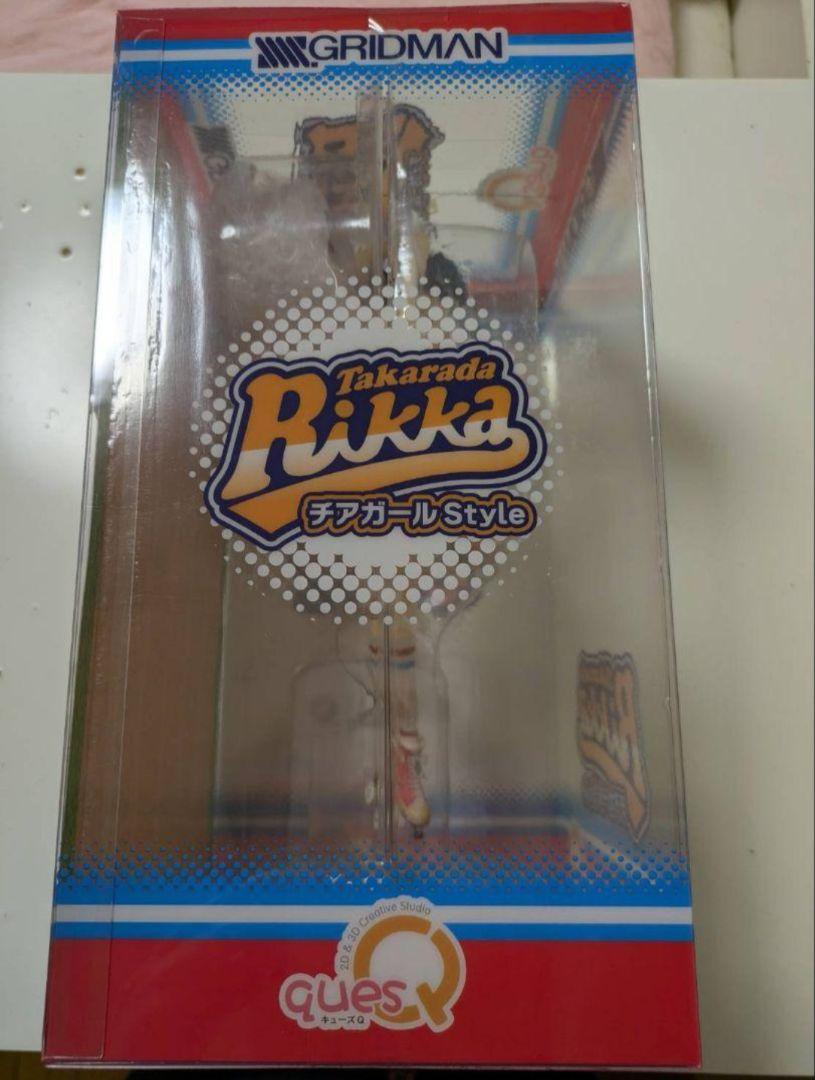 SSSS.GRIDMAN
Takarada
Rikka
チアガールStyle
2D & 3D Creative Studio
quesQ
キューズQ